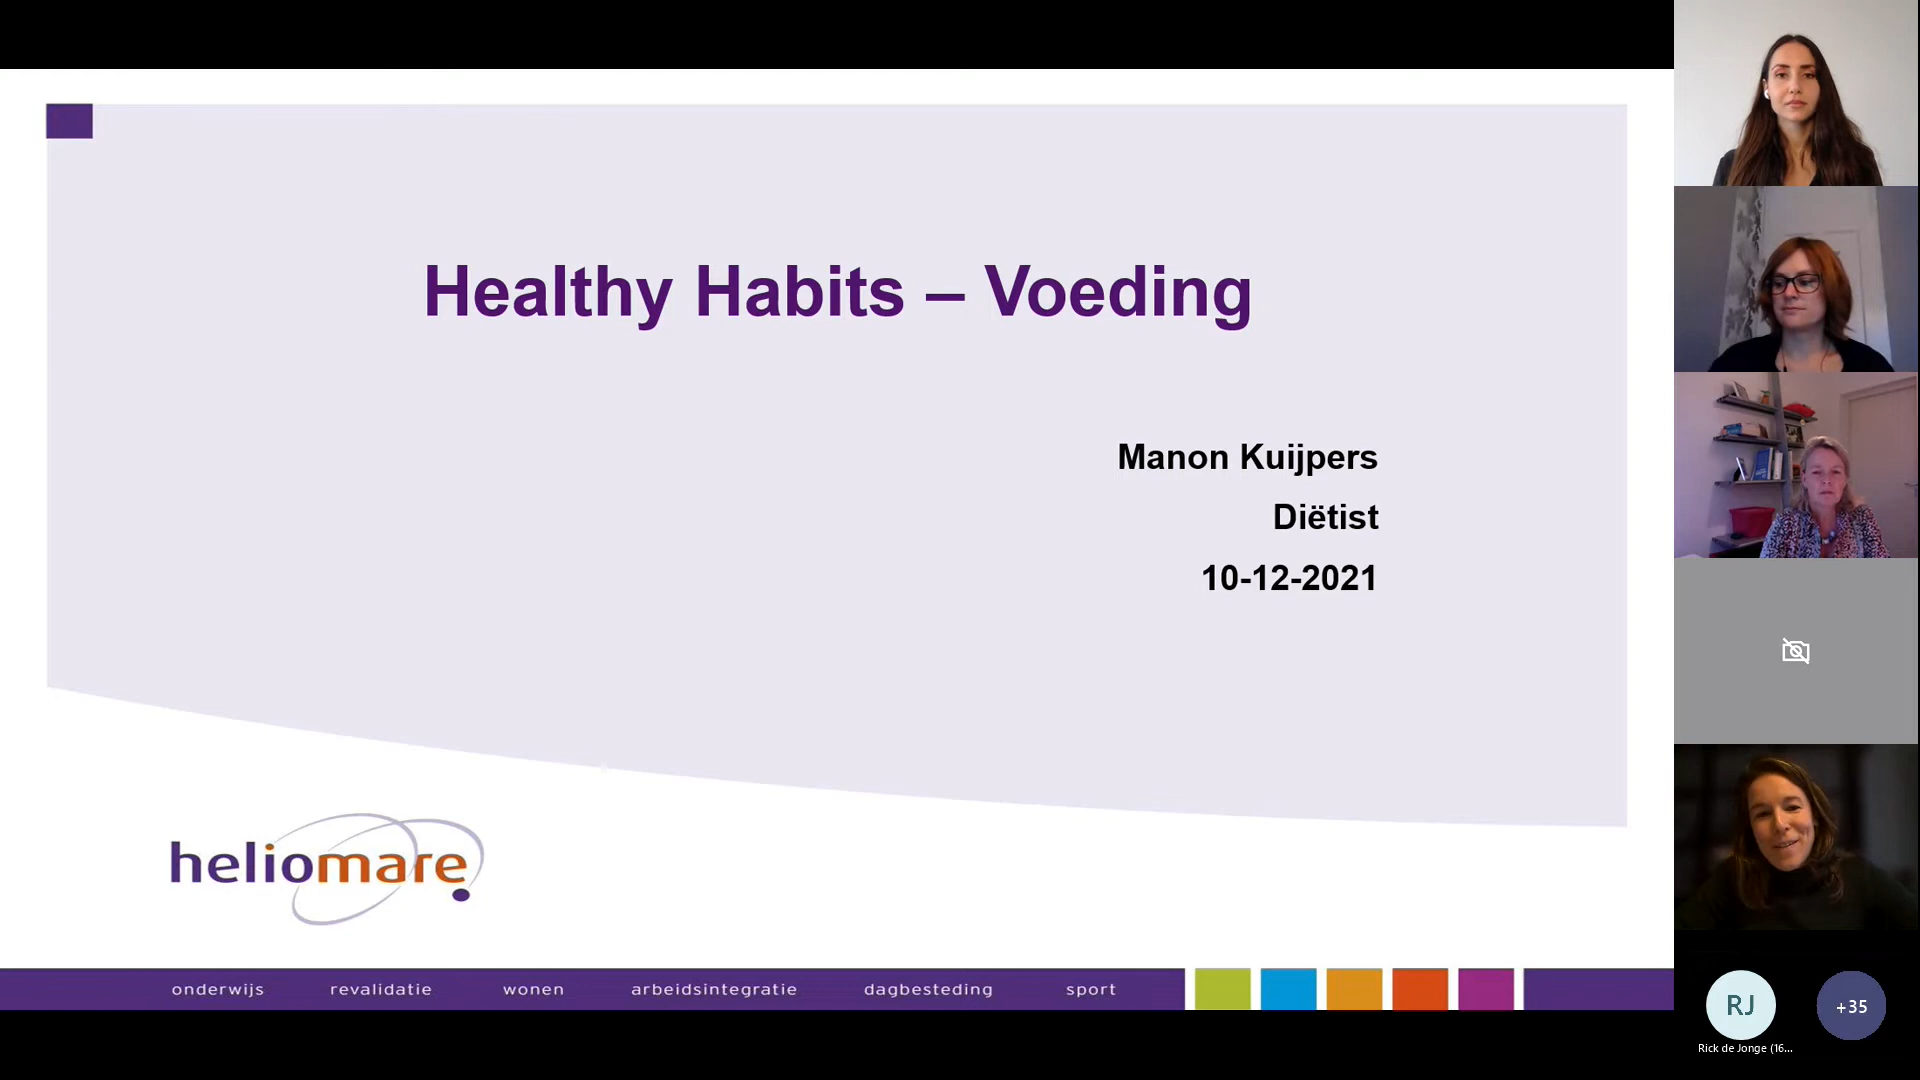 Healthy Habits – Voeding
Manon Kuijpers
Diëtist
10-12-2021
heliomare
onderwijs revalidatie wonen arbeidsintegratie dagbesteding sport
RJ
+35
Rick de Jonge (16...